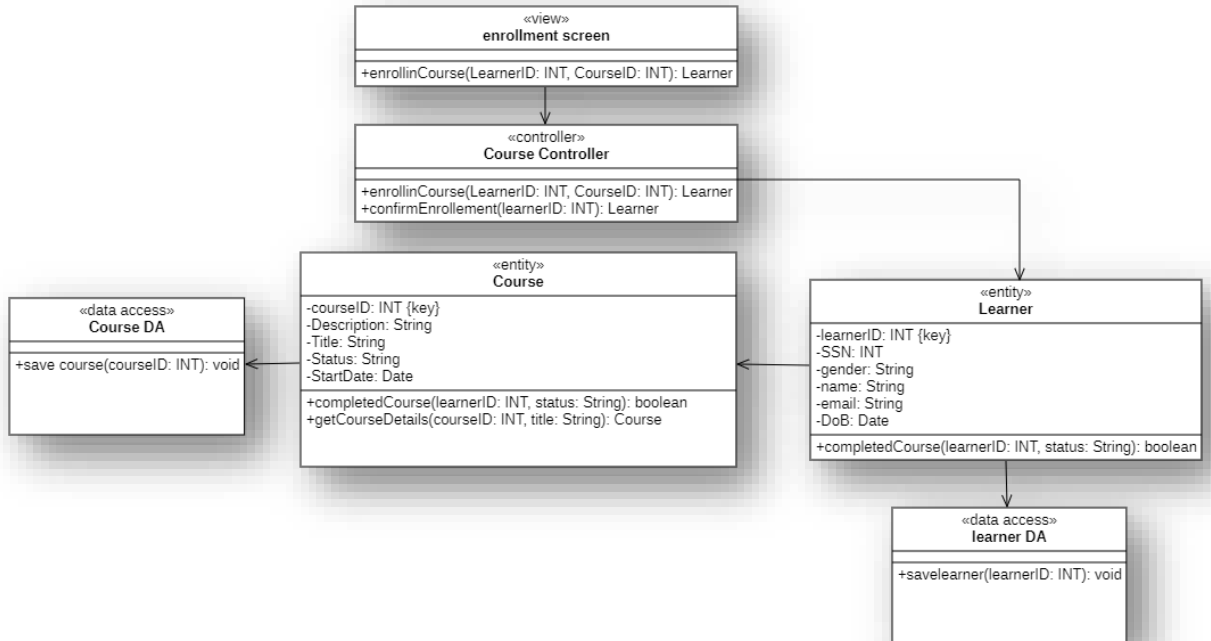 «view»
enrollment screen
+enrollinCourse(LearnerID: INT, CourseID: INT): Learner
«controller»
Course Controller
+enrollinCourse(LearnerID: INT, CourseID: INT): Learner
+confirmEnrollement(learnerID: INT): Learner
«entity»
Course
-courseID: INT {key}
-Description: String
-Title: String
-Status: String
-StartDate: Date
+completedCourse(learnerID: INT, status: String): boolean
+getCourseDetails(courseID: INT, title: String): Course
«data access»
Course DA
+save course(courseID: INT): void
«entity»
Learner
-learnerID: INT {key}
-SSN: INT
-gender: String
-name: String
-email: String
-DoB: Date
+completedCourse(learnerID: INT, status: String): boolean
«data access»
learner DA
+savelearner(learnerID: INT): void